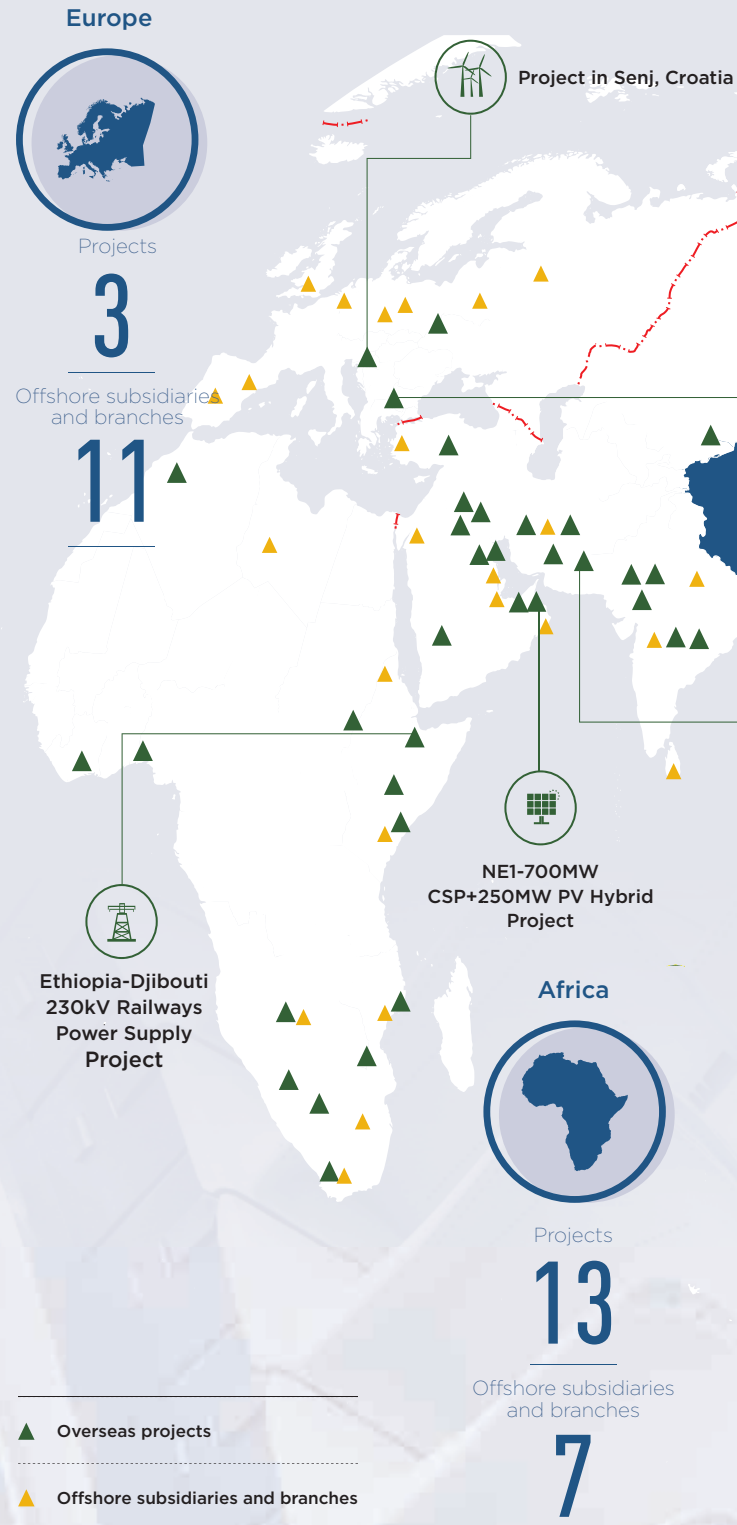 Europe
Projects
3
Offshore subsidiaries
and branches
11
Project in Senj, Croatia
Ethiopia-Djibouti
230kV Railways
Power Supply
Project
NE1-700MW
CSP+250MW PV Hybrid
Project
Africa
Projects
13
Offshore subsidiaries
and branches
7
Overseas projects
Offshore subsidiaries and branches